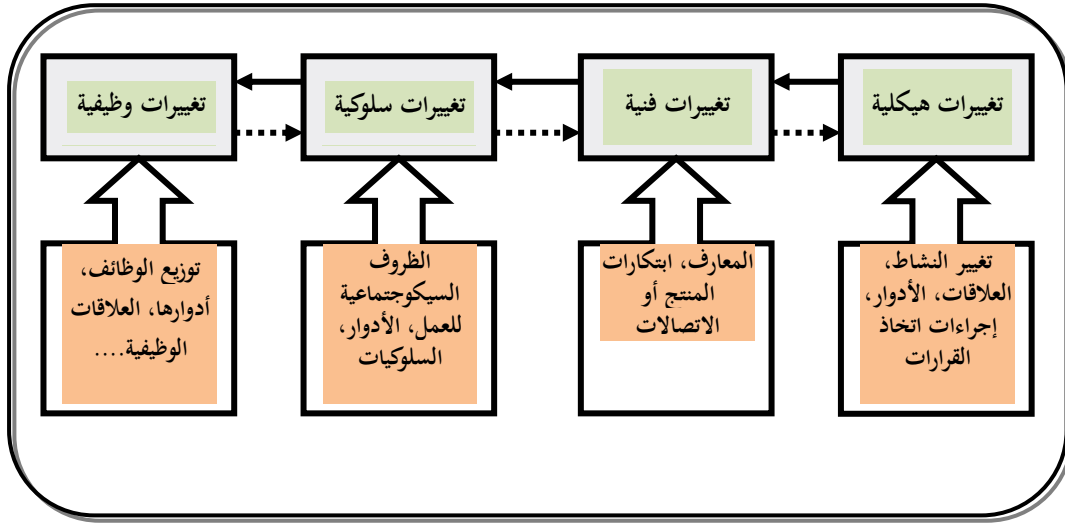 تغييرات هيكلية
تغييرات فنية
تغييرات سلوكية
تغييرات وظيفية
تغيير النشاط،
العلاقات، الأدوار،
إجراءات اتخاذ
القرارات
المعارف، ابتكارات
المنتج أو
الاتصالات
الظروف
السيكوجتماعية
للعمل، الأدوار،
السلوكيات
توزيع الوظائف،
أدوارها، العلاقات
الوظيفية....